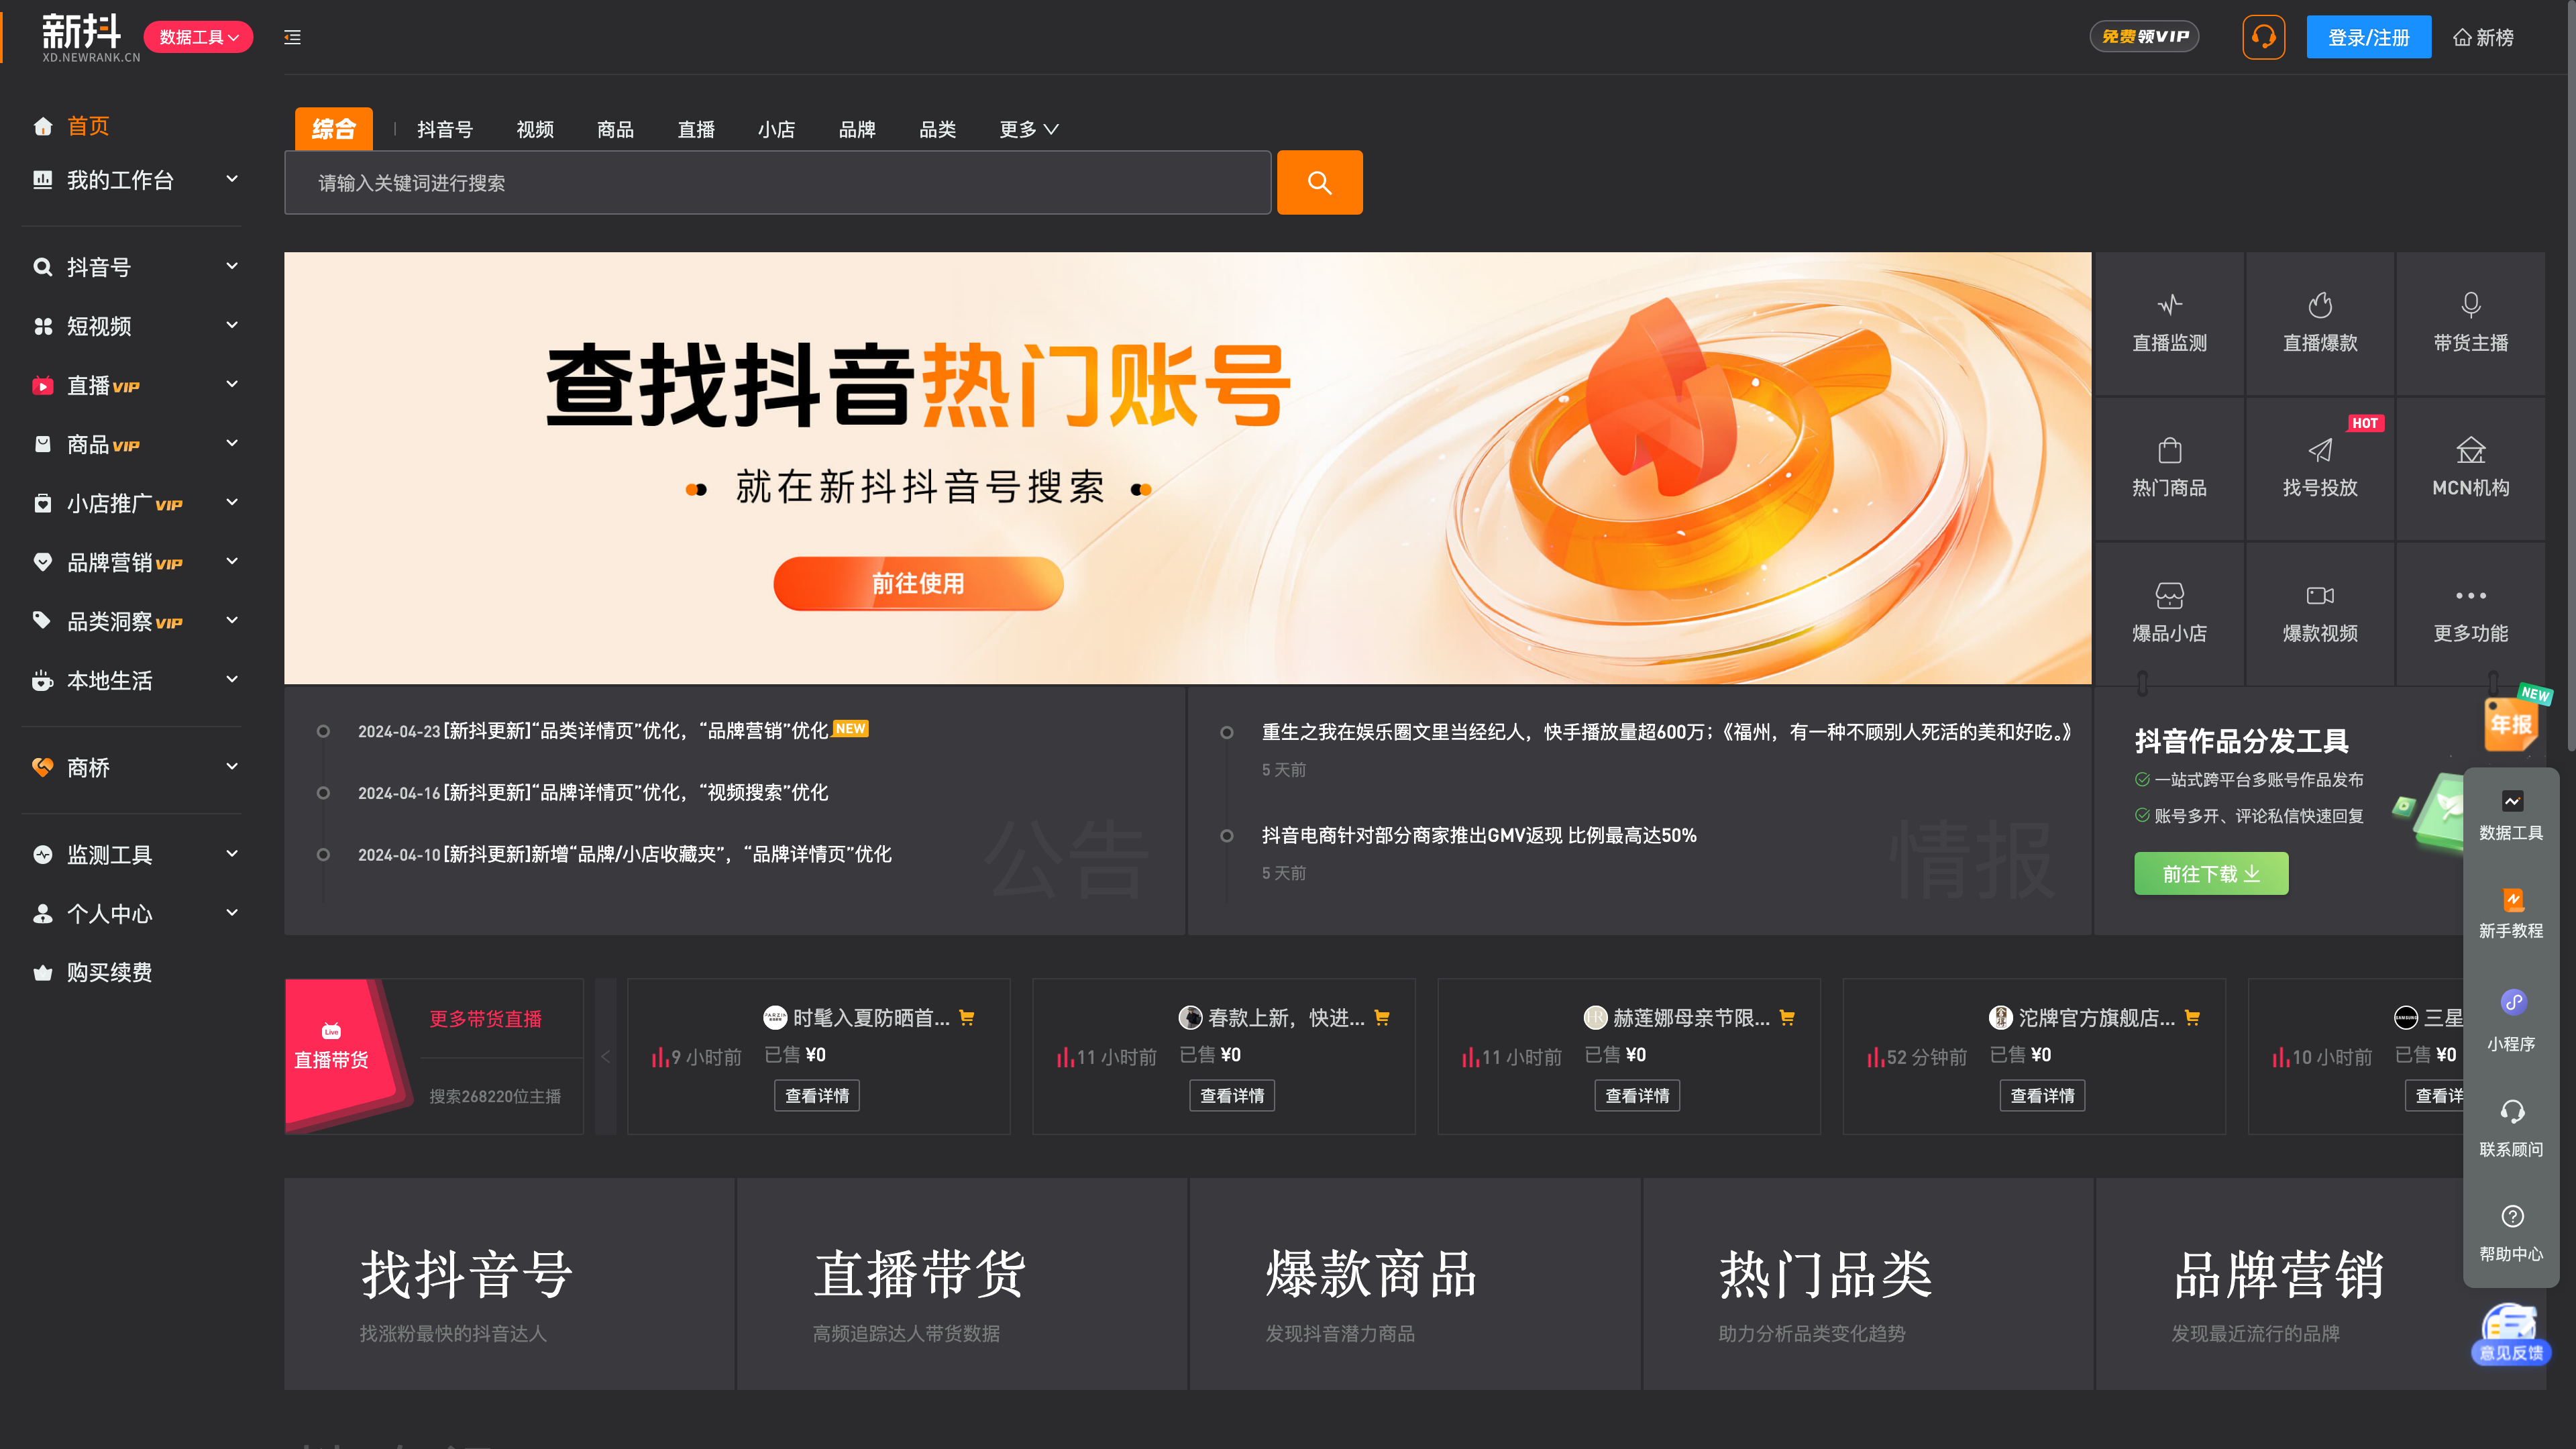 新抖
XD.NEWRANK.CN
数据工具
免费领VIP
登录/注册
新榜
首页
我的工作台
抖音号
短视频
直播VIP
商品VIP
小店推广VIP
品牌营销VIP
品类洞察VIP
本地生活
商桥
监测工具
个人中心
购买续费
综合
抖音号
视频
商品
直播
小店
品牌
品类
更多
请输入关键词进行搜索
查找抖音热门账号
就在新抖抖音号搜索
前往使用
直播监测
直播爆款
带货主播
热门商品
HOT
找号投放
MCN机构
爆品小店
爆款视频
更多功能
2024-04-23 [新抖更新]“品类详情页”优化，“品牌营销”优化 NEW
2024-04-16 [新抖更新]“品牌详情页”优化，“视频搜索”优化
2024-04-10 [新抖更新]新增“品牌/小店收藏夹”，“品牌详情页”优化
公告
重生之我在娱乐圈文里当经纪人，快手播放量超600万；《福州，有一种不顾别人死活的美和好吃。》
5 天前
抖音电商针对部分商家推出GMV返现 比例最高达50%
5 天前
情报
抖音作品分发工具
一站式跨平台多账号作品发布
账号多开、评论私信快速回复
前往下载
NEW
年报
数据工具
新手教程
小程序
联系顾问
帮助中心
意见反馈
Live
直播带货
更多带货直播
搜索268220位主播
时髦入夏防晒首...
9 小时前
已售 ¥0
查看详情
春款上新，快进...
11 小时前
已售 ¥0
查看详情
赫莲娜母亲节限...
11 小时前
已售 ¥0
查看详情
沱牌官方旗舰店...
52 分钟前
已售 ¥0
查看详情
三星
10 小时前
已售 ¥0
查看详
找抖音号
找涨粉最快的抖音达人
直播带货
高频追踪达人带货数据
爆款商品
发现抖音潜力商品
热门品类
助力分析品类变化趋势
品牌营销
发现最近流行的品牌